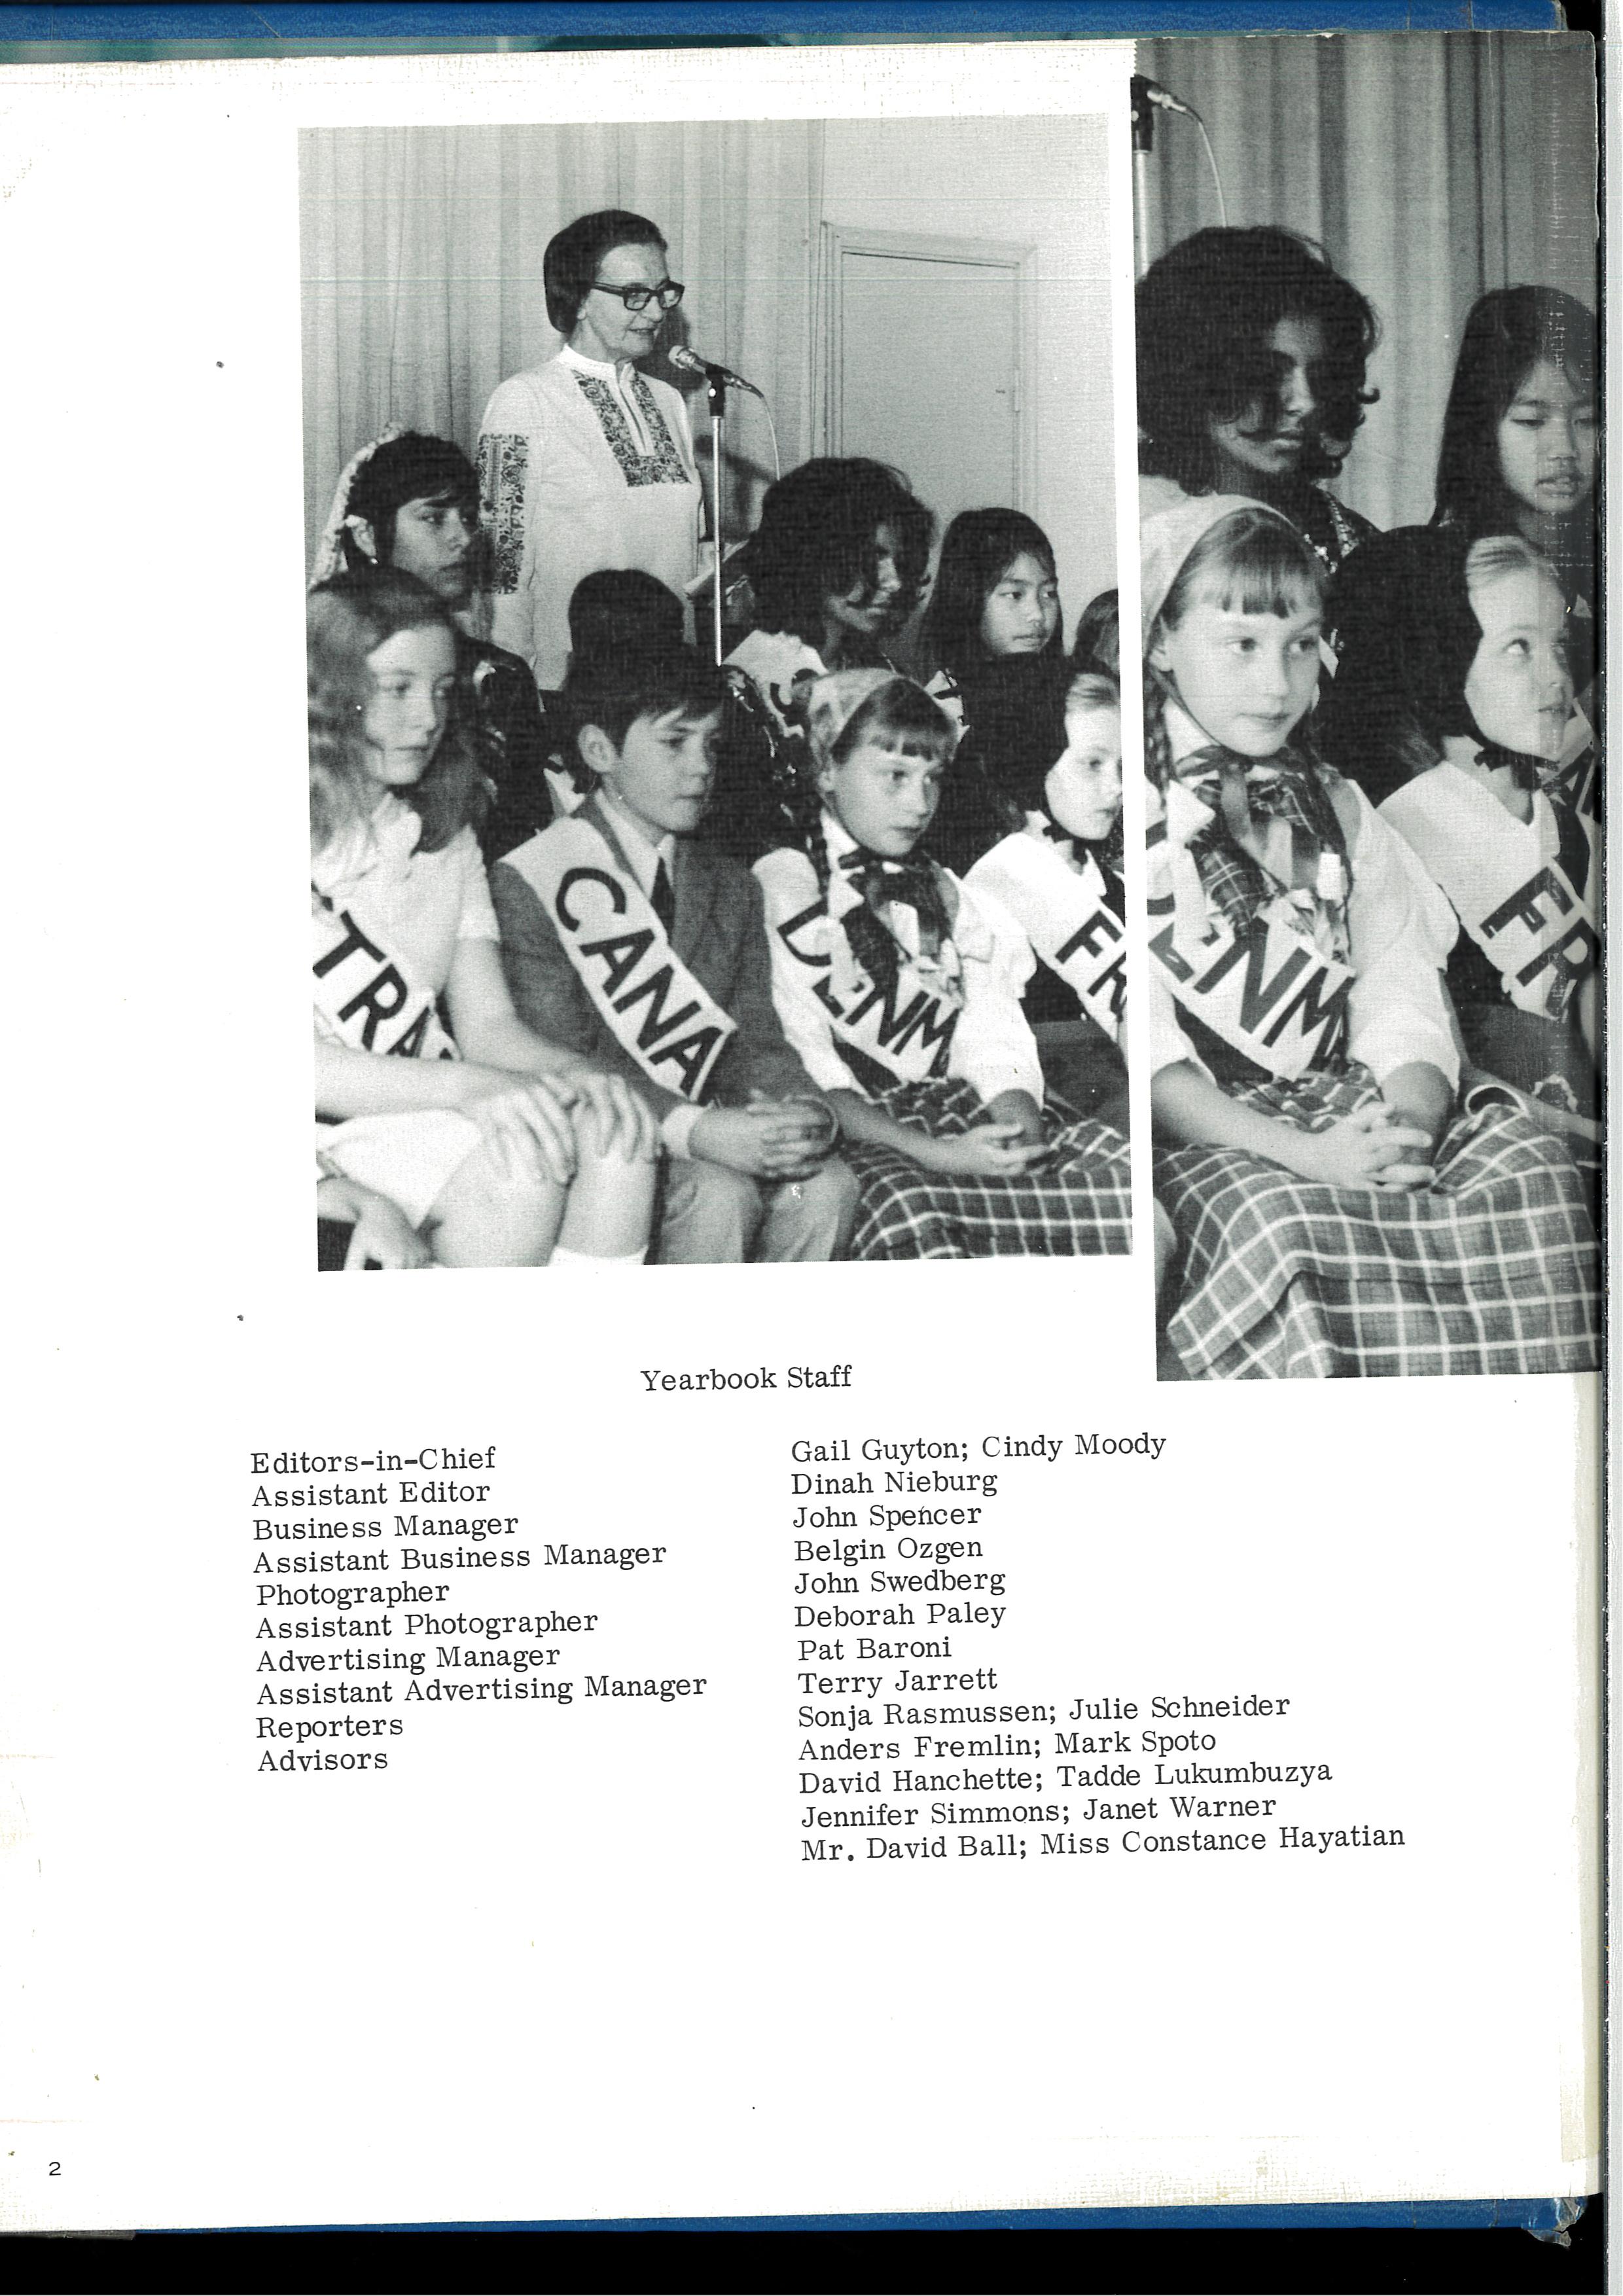 TRA
CANA
DENM
FR
ENM
FR
Yearbook Staff
Editors-in-Chief
Assistant Editor
Business Manager
Assistant Business Manager
Photographer
Assistant Photographer
Advertising Manager
Assistant Advertising Manager
Reporters
Advisors
Gail Guyton; Cindy Moody
Dinah Nieburg
John Spencer
Belgin Ozgen
John Swedberg
Deborah Paley
Pat Baroni
Terry Jarrett
Sonja Rasmussen; Julie Schneider
Anders Fremlin; Mark Spoto
David Hanchette; Tadde Lukumbuzya
Jennifer Simmons; Janet Warner
Mr. David Ball; Miss Constance Hayatian
2